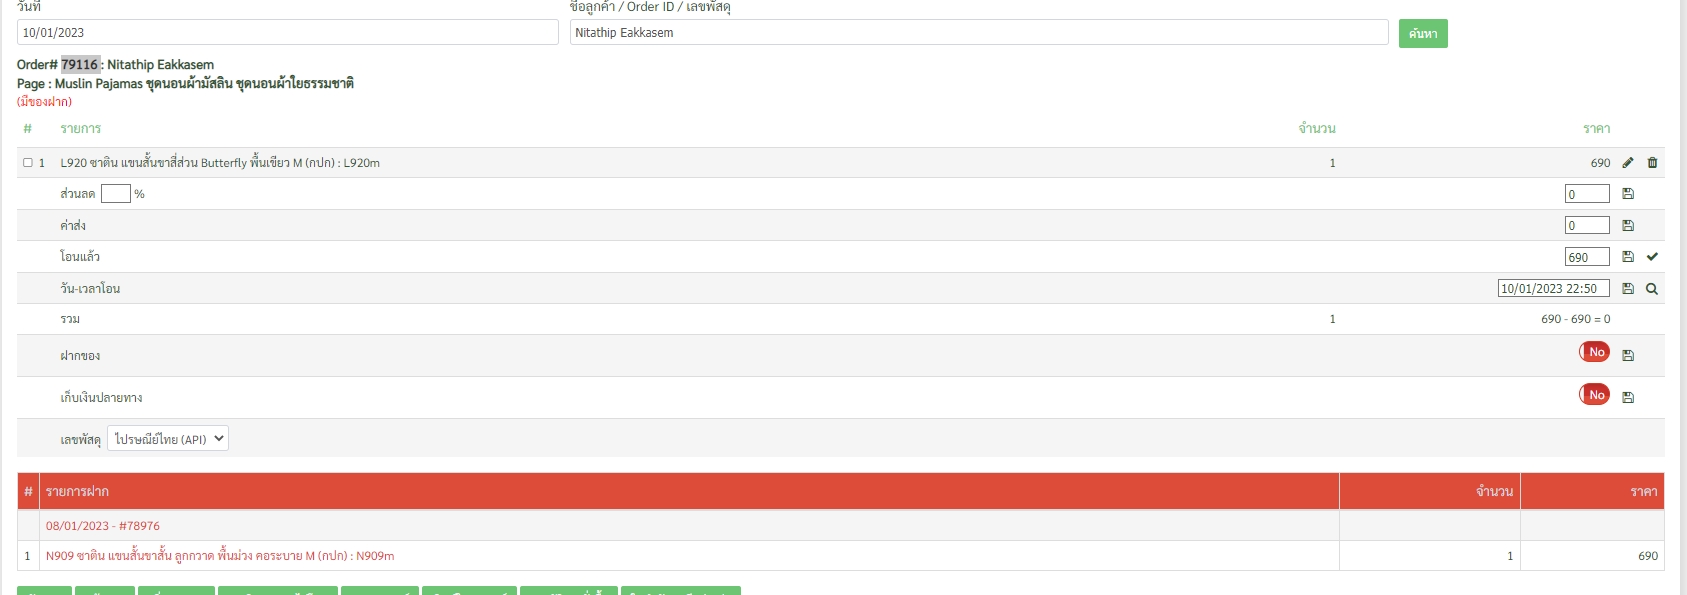 วันที่ ชื่อลูกค้า / Order ID / เลขพัสดุ
10/01/2023 Nitathip Eakkasem ค้นหา
Order# 79116 : Nitathip Eakkasem
Page : Muslin Pajamas ชุดนอนผ้ามัสลิน ชุดนอนผ้าใยธรรมชาติ
(มีของฝาก)
# รายการ จำนวน ราคา
1 L920 ซาติน แขนสั้นขาสี่ส่วน Butterfly พื้นเขียว M (กปก) : L920m 1 690
ส่วนลด % 0
ค่าส่ง 0
โอนแล้ว 690
วัน-เวลาโอน 10/01/2023 22:50
รวม 1 690 - 690 = 0
ฝากของ No
เก็บเงินปลายทาง No
เลขพัสดุ ไปรษณีย์ไทย (API)
# รายการฝาก จำนวน ราคา
08/01/2023 - #78976
1 N909 ซาติน แขนสั้นขาสั้น ลูกกวาด พื้นม่วง คอระบาย M (กปก) : N909m 1 690